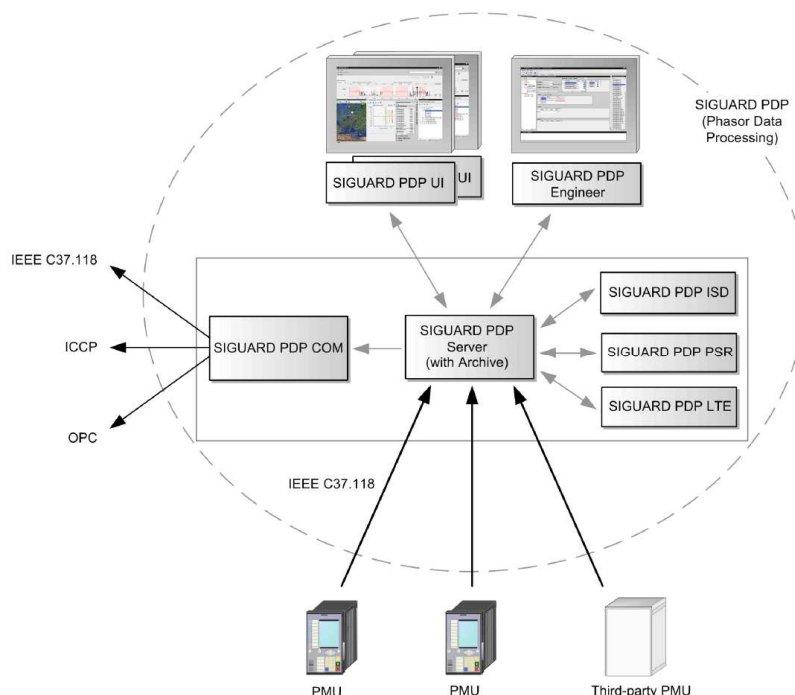 SIGUARD PDP
(Phasor Data
Processing)
SIGUARD PDP UI
UI
SIGUARD PDP
Engineer
IEEE C37.118
ICCP
OPC
SIGUARD PDP COM
SIGUARD PDP
Server
(with Archive)
SIGUARD PDP ISD
SIGUARD PDP PSR
SIGUARD PDP LTE
IEEE C37.118
PMU
PMU
Third-party PMU